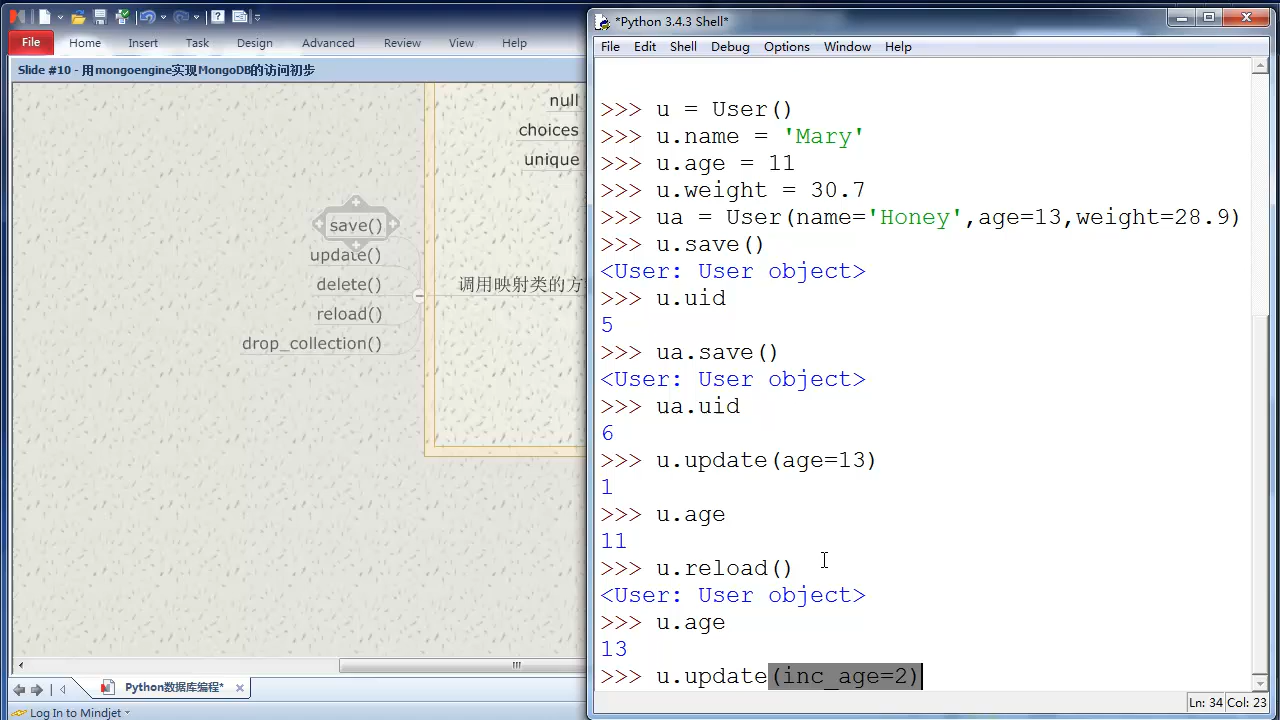 File
Home
Insert
Task
Design
Advanced
Review
View
Help
Slide #10 - 用mongoengine实现MongoDB的访问初步
null
choices
unique
save()
update()
delete()
reload()
drop_collection()
调用映射类的方
Python数据库编程*
Log In to Mindjet
*Python 3.4.3 Shell*
File Edit Shell Debug Options Window Help
>>> u = User()
>>> u.name = 'Mary'
>>> u.age = 11
>>> u.weight = 30.7
>>> ua = User(name='Honey',age=13,weight=28.9)
>>> u.save()
<User: User object>
>>> u.uid
5
>>> ua.save()
<User: User object>
>>> ua.uid
6
>>> u.update(age=13)
1
>>> u.age
11
>>> u.reload()
<User: User object>
>>> u.age
13
>>> u.update(inc_age=2)
Ln: 34 Col: 23